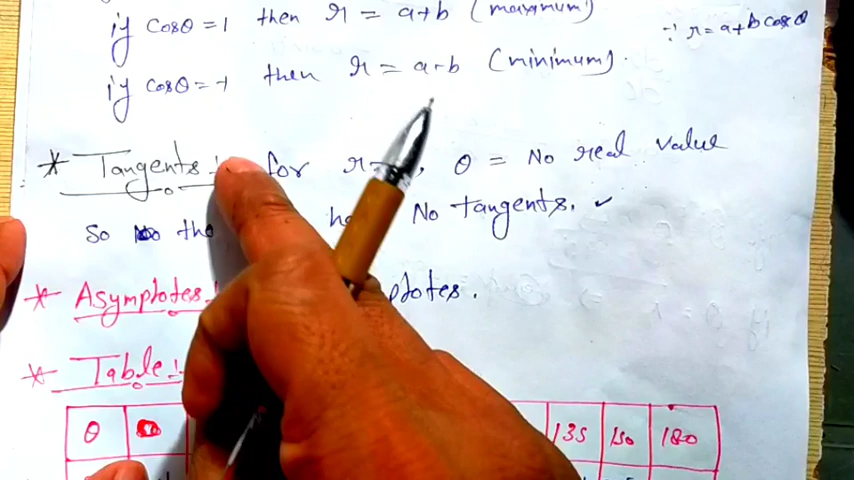 if cosθ = 1 then r = a+b (maximum)
∵ r = a+b cosθ
if cosθ = -1 then r = a-b (minimum).
* Tangents :- for r= , θ = No real value
So the No tangents. ✓
* Asymptotes :-
* Table :-
θ 135 150 180